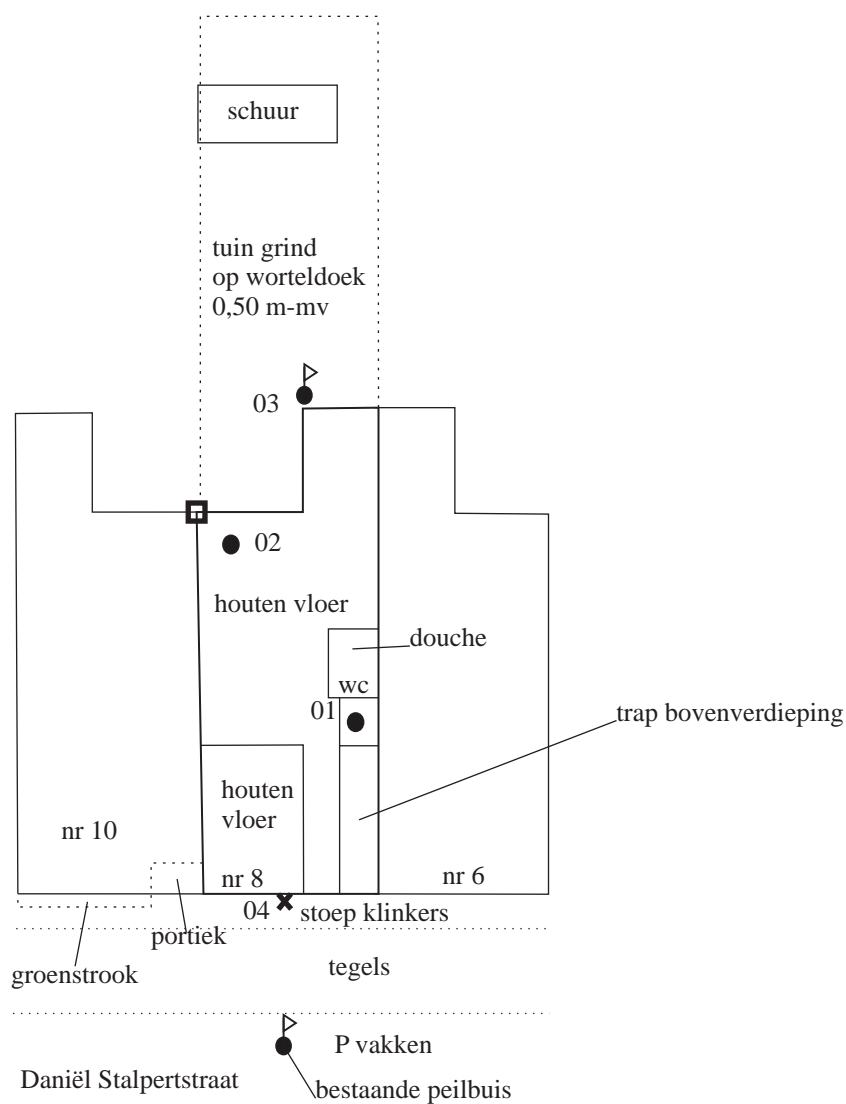 schuur
tuin grind
op worteldoek
0,50 m-mv
03
02
houten vloer
douche
wc
01
trap bovenverdieping
houten
vloer
nr 10
nr 8
nr 6
04
stoep klinkers
portiek
groenstrook
tegels
P vakken
Daniël Stalpertstraat
bestaande peilbuis